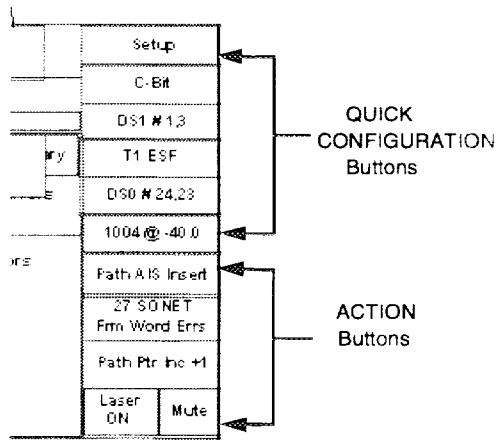 Setup
C-Bit
DS1 # 1,3
T1 ESF
DS0 # 24,23
1004 @ -40.0
Path AIS Insert
27 SONET
Frm Word Errs
Path Ptr Inc +1
Laser
ON
Mute
QUICK
CONFIGURATION
Buttons
ACTION
Buttons